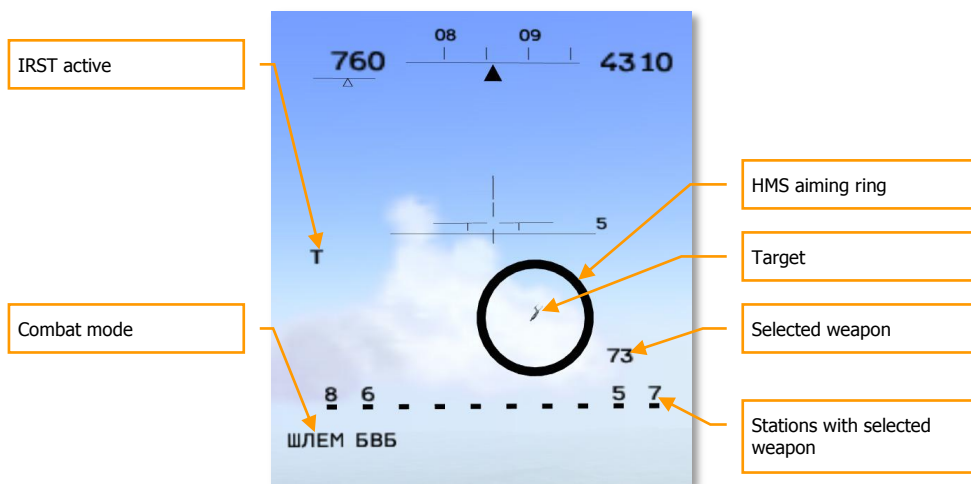 08 09
760 4310
IRST active
HMS aiming ring
5
T
Target
Combat mode
Selected weapon
73
8 6 5 7
Stations with selected
weapon
ШЛЕМ БВБ